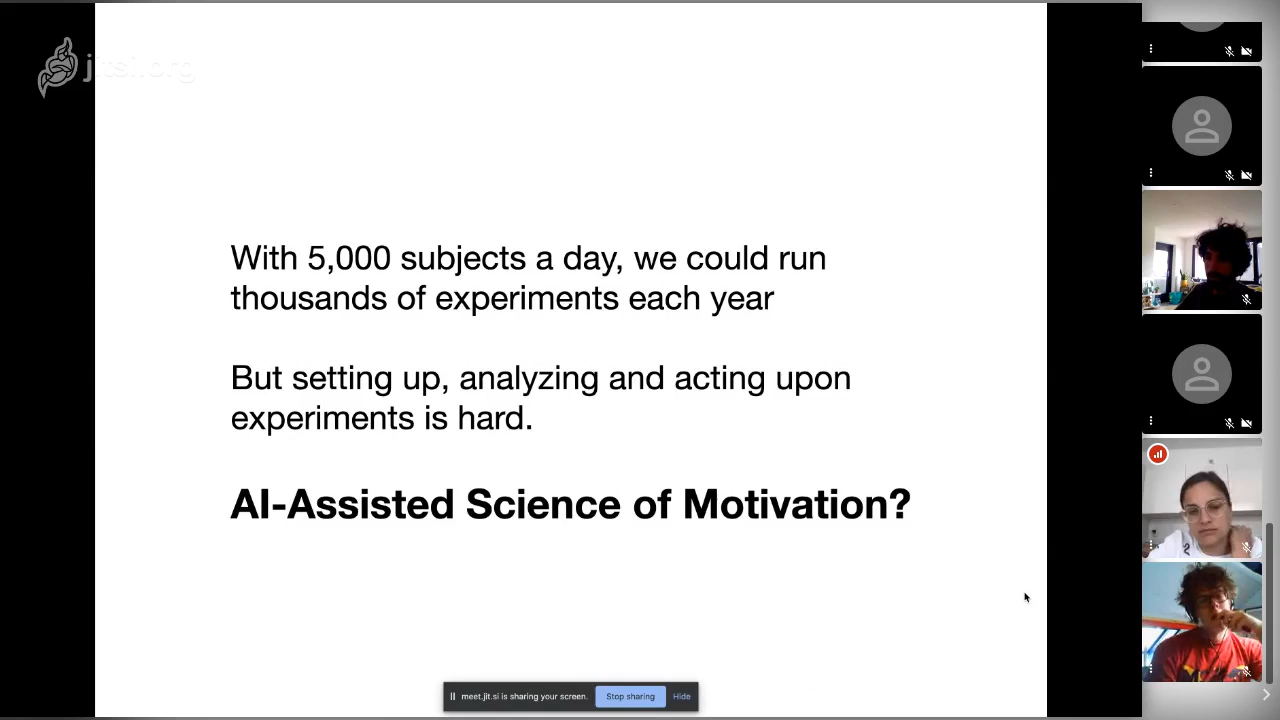 jitsi.org
With 5,000 subjects a day, we could run
thousands of experiments each year
But setting up, analyzing and acting upon
experiments is hard.
AI-Assisted Science of Motivation?
meet.jit.si is sharing your screen.
Stop sharing
Hide